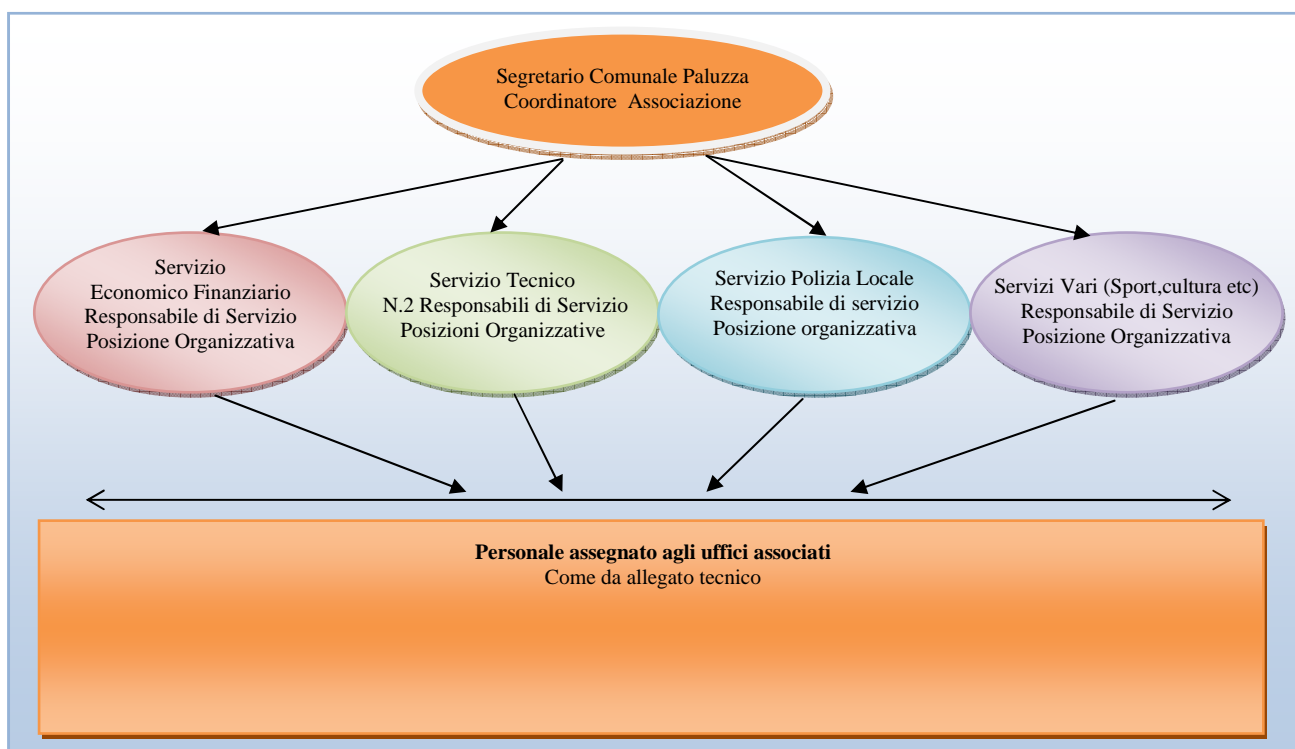 Segretario Comunale Paluzza
Coordinatore  Associazione
Servizio
Economico Finanziario
Responsabile di Servizio
Posizione Organizzativa
Servizio Tecnico
N.2 Responsabili di Servizio
Posizioni Organizzative
Servizio Polizia Locale
Responsabile di servizio
Posizione organizzativa
Servizi Vari (Sport,cultura etc)
Responsabile di Servizio
Posizione Organizzativa
Personale assegnato agli uffici associati
Come da allegato tecnico